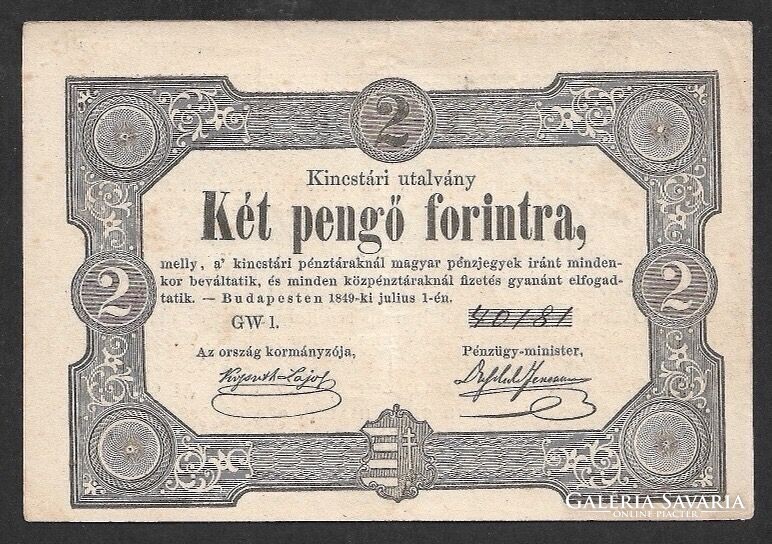 2
Kincstári utalvány
Két pengő forintra,
melly, a' kincstári pénztáraknál magyar pénzjegyek iránt minden-
kor beváltatik, és minden közpénztáraknál fizetés gyanánt elfogad-
tatik. — Budapesten 1849-ki julius 1-én.
2
2
GW 1.
40181
Az ország kormányzója,
Pénzügy-minister,
Kossuth Lajos
GALERIA SAVARIA
ONLINE PIACTÉR